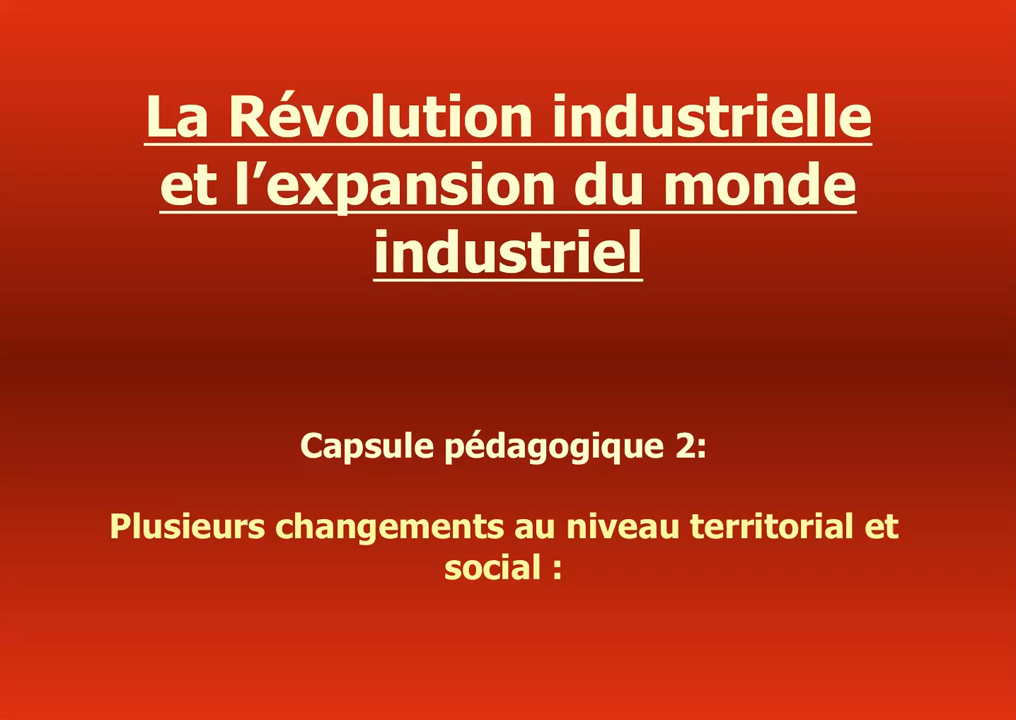 La Révolution industrielle
et l’expansion du monde
industriel
Capsule pédagogique 2:
Plusieurs changements au niveau territorial et
social :